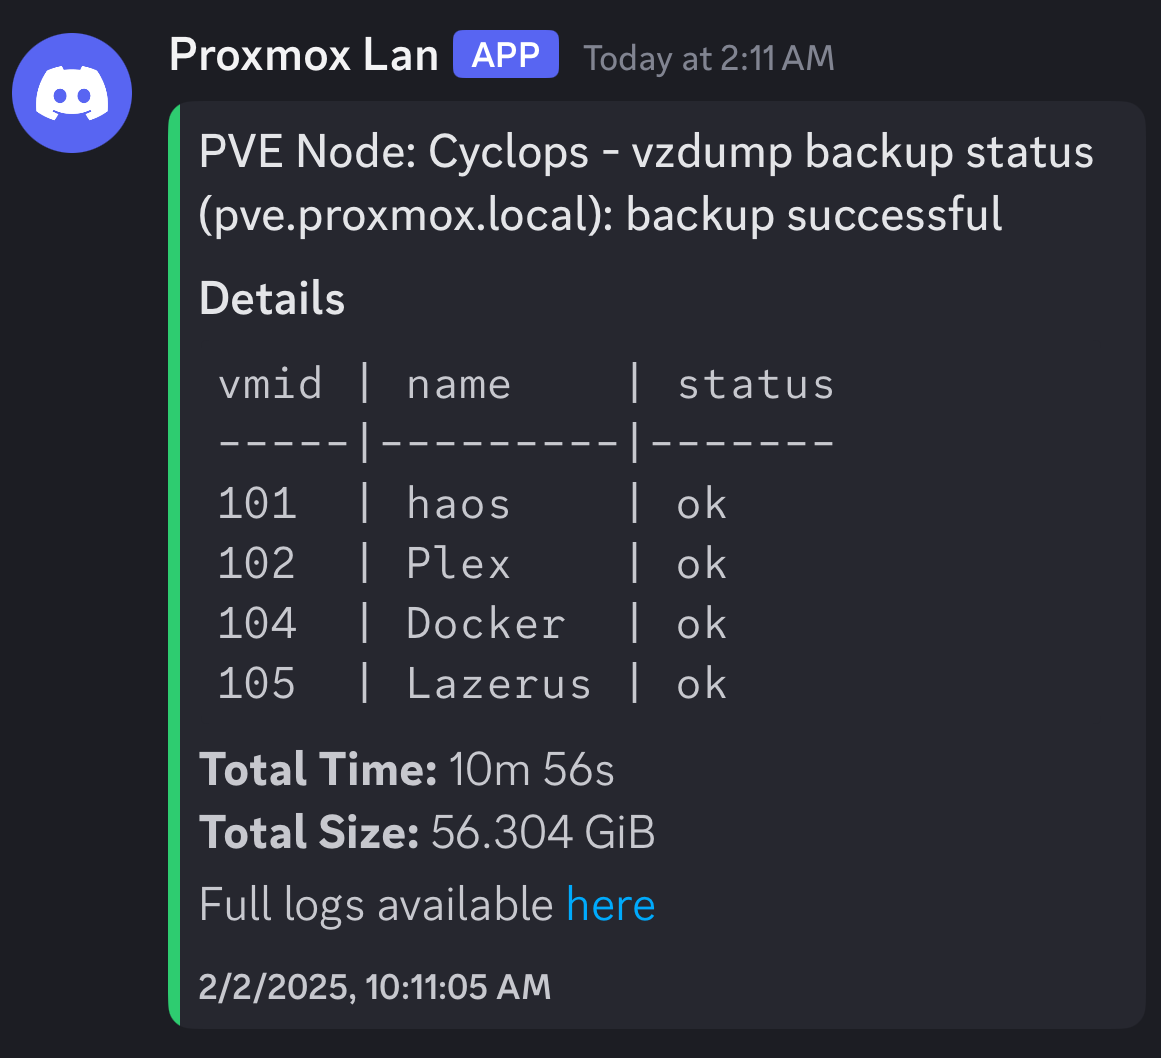 Proxmox Lan APP Today at 2:11 AM
PVE Node: Cyclops - vzdump backup status
(pve.proxmox.local): backup successful
Details
vmid | name    | status
-----|---------|-------
101  | haos    | ok
102  | Plex    | ok
104  | Docker  | ok
105  | Lazerus | ok
Total Time: 10m 56s
Total Size: 56.304 GiB
Full logs available here
2/2/2025, 10:11:05 AM